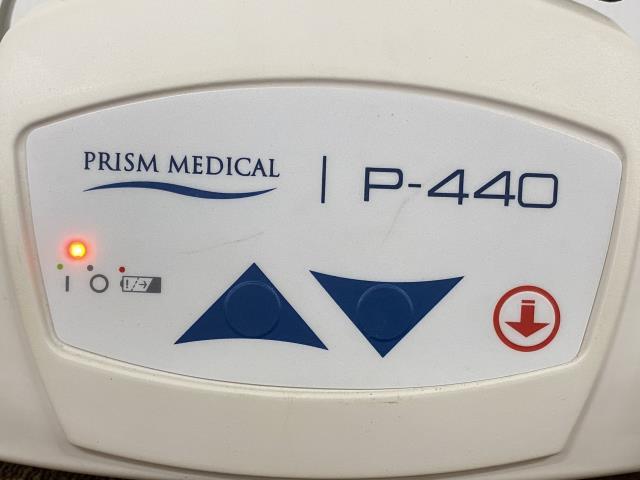 PRISM MEDICAL | P-440
I O